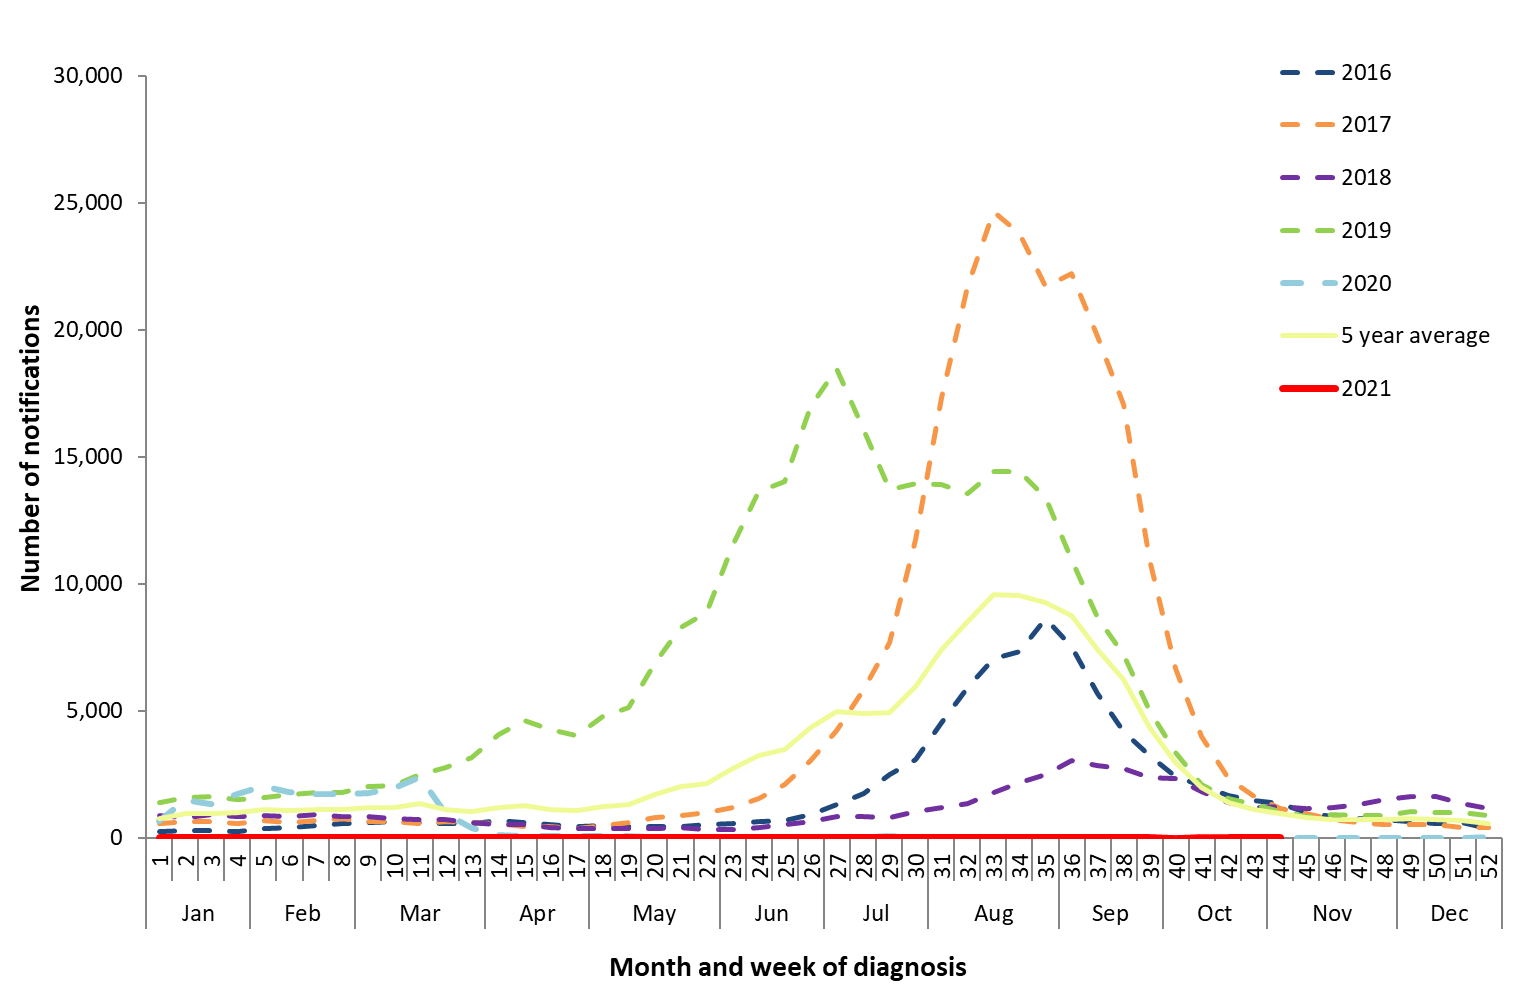 30,000
25,000
20,000
15,000
10,000
5,000
0
Number of notifications
2016
2017
2018
2019
2020
5 year average
2021
1 2 3 4 5 6 7 8 9 10 11 12 13 14 15 16 17 18 19 20 21 22 23 24 25 26 27 28 29 30 31 32 33 34 35 36 37 38 39 40 41 42 43 44 45 46 47 48 49 50 51 52
Jan Feb Mar Apr May Jun Jul Aug Sep Oct Nov Dec
Month and week of diagnosis